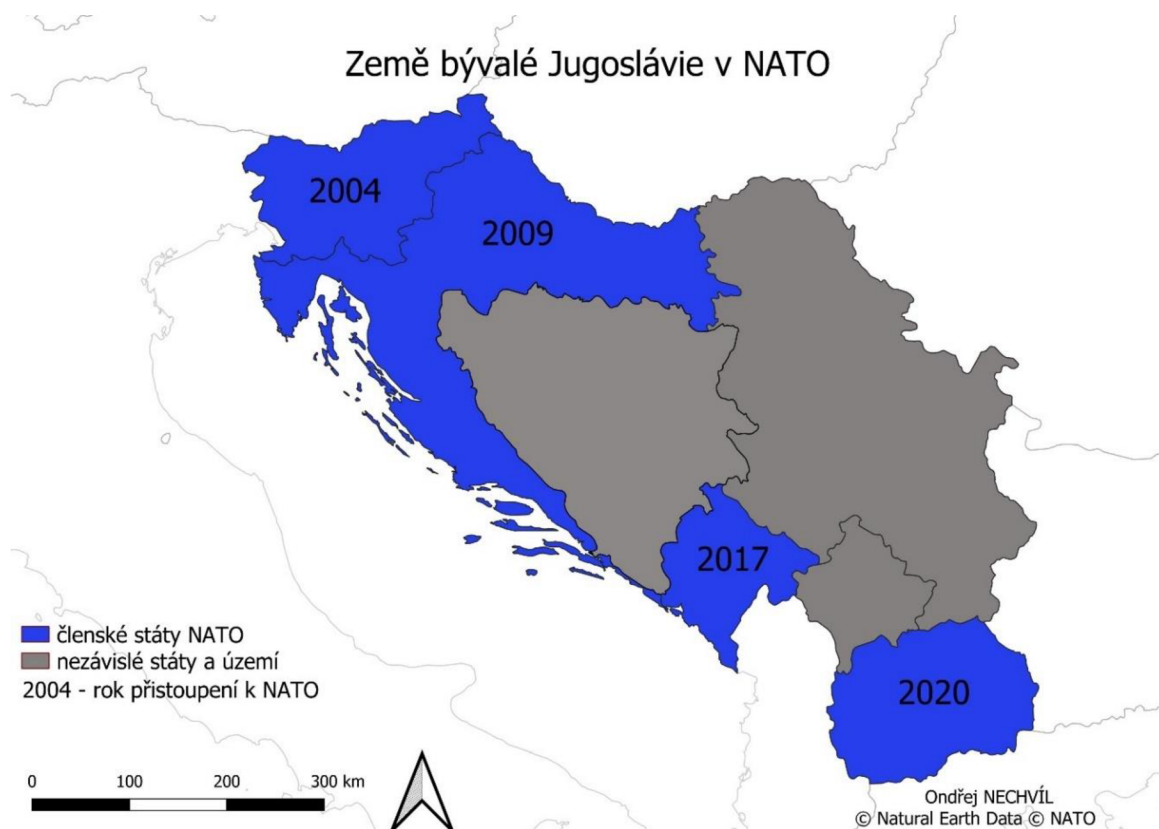 Země bývalé Jugoslávie v NATO
2004
2009
2017
2020
členské státy NATO
nezávislé státy a území
2004 - rok přistoupení k NATO
0 100 200 300 km
Ondřej NECHVÍL
© Natural Earth Data © NATO